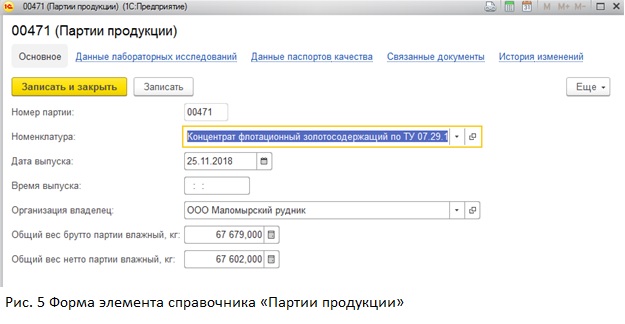 1С 00471 (Партии продукции) (1С:Предприятие) 31 M M+ M-
00471 (Партии продукции)
Основное Данные лабораторных исследований Данные паспортов качества Связанные документы История изменений
Записать и закрыть Записать Еще
Номер партии: 00471
Номенклатура: Концентрат флотационный золотосодержащий по ТУ 07.29.1
Дата выпуска: 25.11.2018
Время выпуска: : :
Организация владелец: ООО Маломырский рудник
Общий вес брутто партии влажный, кг: 67 679,000
Общий вес нетто партии влажный, кг: 67 602,000
Рис. 5 Форма элемента справочника «Партии продукции»